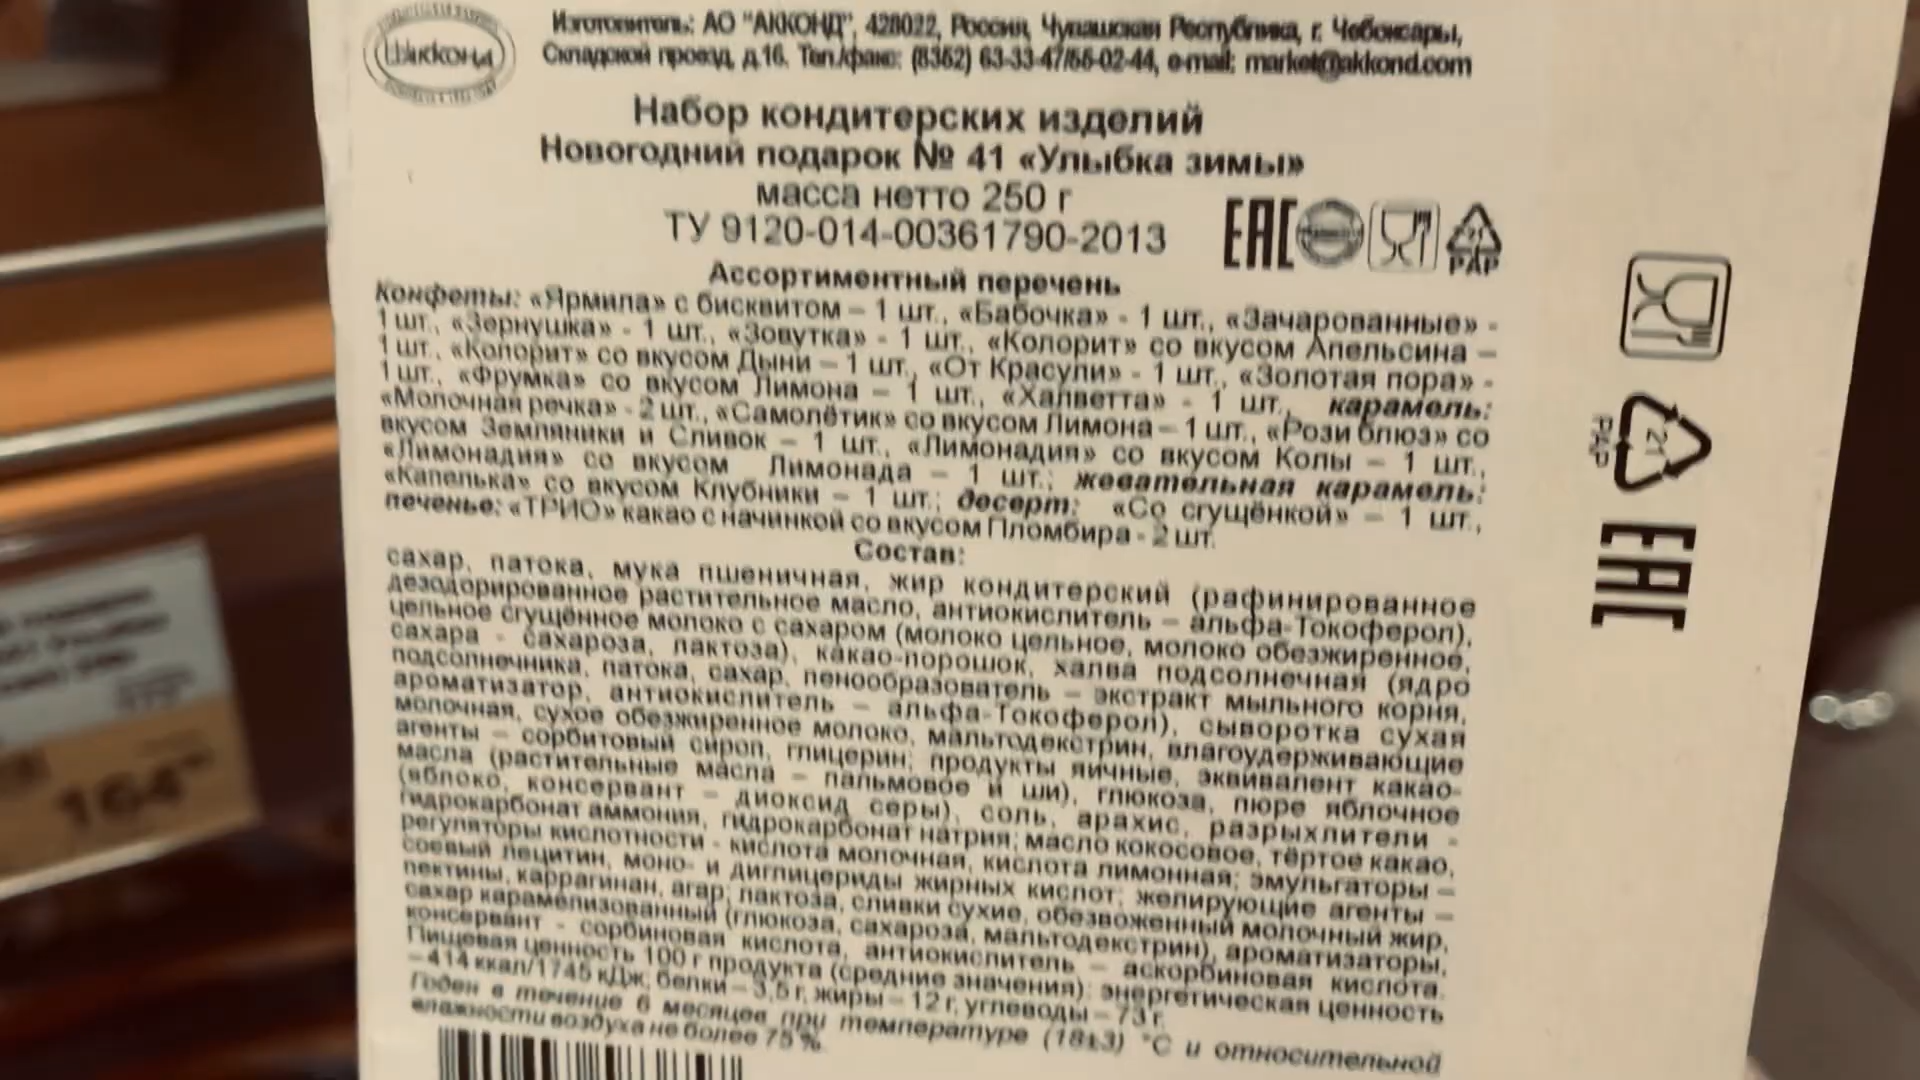 АККОНД
Изготовитель: АО "АККОНД", 428022, Россия, Чувашская Республика, г. Чебоксары,
Складской проезд, д.16. Тел./факс: (8352) 63-33-47/55-02-44, e-mail: market@akkond.com
Набор кондитерских изделий
Новогодний подарок № 41 «Улыбка зимы»
масса нетто 250 г
ТУ 9120-014-00361790-2013
EAC
21
PAP
Ассортиментный перечень
Конфеты: «Ярмила» с бисквитом – 1 шт., «Бабочка» - 1 шт., «Зачарованные» -
1 шт., «Зернушка» - 1 шт., «Зовутка» - 1 шт., «Колорит» со вкусом Апельсина –
1 шт., «Колорит» со вкусом Дыни – 1 шт., «От Красули» - 1 шт., «Золотая пора» -
1 шт., «Фрумка» со вкусом Лимона – 1 шт., «Халветта» - 1 шт., карамель:
«Молочная речка» - 2 шт., «Самолётик» со вкусом Лимона – 1 шт., «Рози блюз» со
вкусом Земляники и Сливок – 1 шт., «Лимонадия» со вкусом Колы – 1 шт.,
«Лимонадия» со вкусом Лимонада – 1 шт.; жевательная карамель:
«Капелька» со вкусом Клубники – 1 шт.; десерт: «Со сгущёнкой» – 1 шт.,
печенье: «ТРИО» какао с начинкой со вкусом Пломбира - 2 шт.
Состав:
сахар, патока, мука пшеничная, жир кондитерский (рафинированное
дезодорированное растительное масло, антиокислитель – альфа-Токоферол),
цельное сгущённое молоко с сахаром (молоко цельное, молоко обезжиренное,
сахара - сахароза, лактоза), какао-порошок, халва подсолнечная (ядро
подсолнечника, патока, сахар, пенообразователь – экстракт мыльного корня,
ароматизатор, антиокислитель – альфа-Токоферол), сыворотка сухая
молочная, сухое обезжиренное молоко, мальтодекстрин, влагоудерживающие
агенты – сорбитовый сироп, глицерин; продукты яичные, эквивалент какао-
масла (растительные масла – пальмовое и ши), глюкоза, пюре яблочное
(яблоко, консервант – диоксид серы), соль, арахис, разрыхлители -
гидрокарбонат аммония, гидрокарбонат натрия; масло кокосовое, тёртое какао,
регуляторы кислотности - кислота молочная, кислота лимонная; эмульгаторы –
соевый лецитин, моно- и диглицериды жирных кислот; желирующие агенты –
пектины, каррагинан, агар; лактоза, сливки сухие, обезвоженный молочный жир,
сахар карамелизованный (глюкоза, сахароза, мальтодекстрин), ароматизаторы,
консервант - сорбиновая кислота, антиокислитель – аскорбиновая кислота.
Пищевая ценность 100 г продукта (средние значения): энергетическая ценность
– 414 ккал/1745 кДж; белки – 3,5 г, жиры – 12 г, углеводы – 73 г.
Годен в течение 6 месяцев при температуре (18±3) °С и относительной
влажности воздуха не более 75 %.
21
PAP
EAC
164